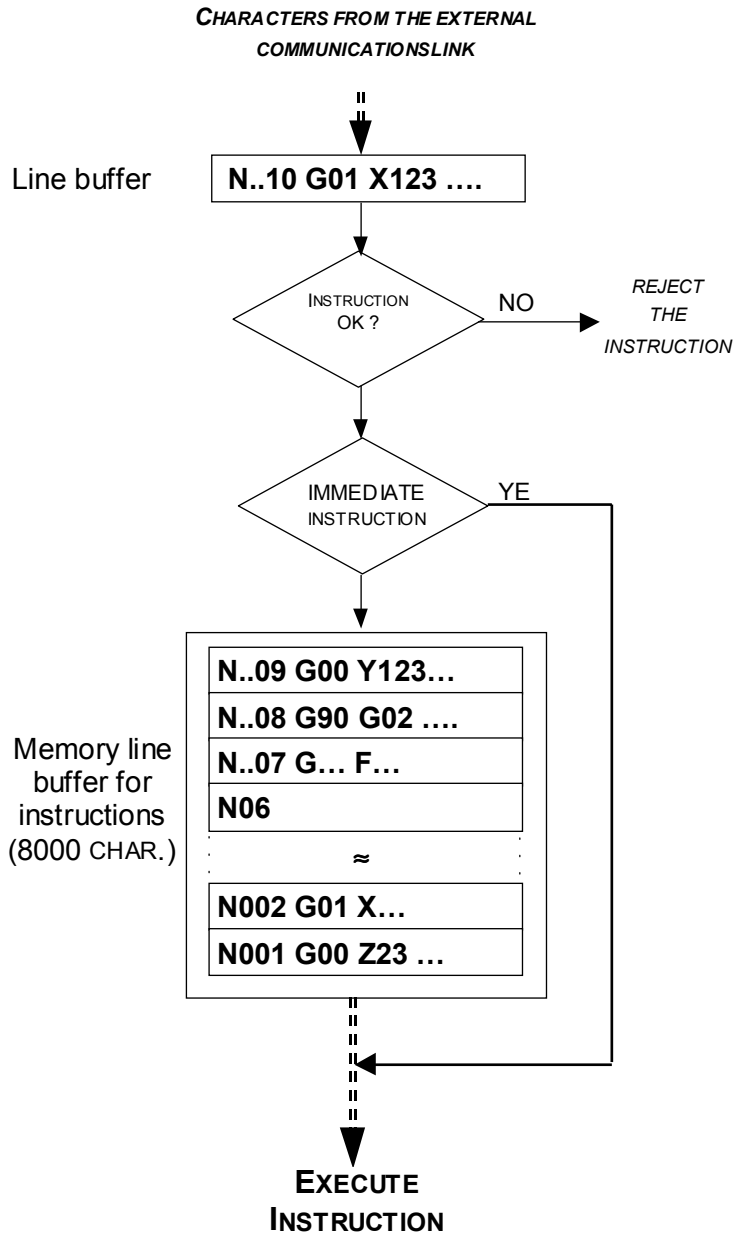 CHARACTERS FROM THE EXTERNAL
COMMUNICATIONSLINK
Line buffer
N..10 G01 X123 ….
INSTRUCTION
OK ?
NO
REJECT
THE
INSTRUCTION
IMMEDIATE
INSTRUCTION
YE
Memory line
buffer for
instructions
(8000 CHAR.)
N..09 G00 Y123…
N..08 G90 G02 ….
N..07 G… F…
N06
≈
N002 G01 X…
N001 G00 Z23 …
EXECUTE
INSTRUCTION